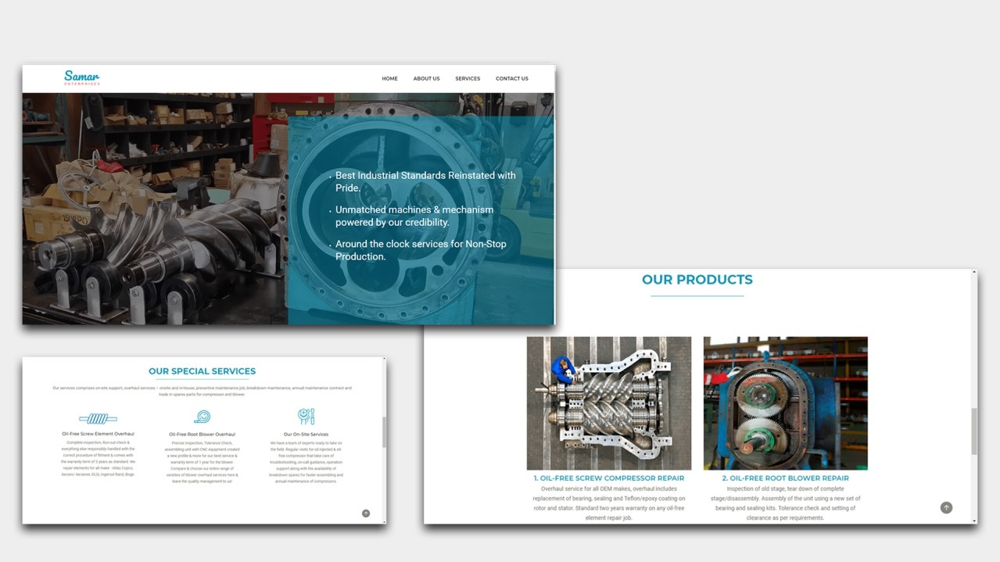 Samar
ENTERPRISES
HOME
ABOUT US
SERVICES
CONTACT US
• Best Industrial Standards Reinstated with
Pride.
• Unmatched machines & mechanism
powered by our credibility.
• Around the clock services for Non-Stop
Production.
OUR SPECIAL SERVICES
Our services comprises on-site support, overhaul services – onsite and in-house, preventive maintenance job, breakdown maintenance, annual maintenance contract and
trade in spares parts for compressor and blower.
Oil-Free Screw Element Overhaul
Complete inspection, Run-out check &
everything else responsibly handled with the
correct procedure of fitment & comes with
the warranty term of 2 years as standard. We
repair elements for all make - Atlas Copco,
Aerzen/ Aerzener, ELGi, Ingersol Rand, Boge.
Oil-Free Root Blower Overhaul
Precise Inspection, Tolerance Check,
assembling unit with CNC equipment created
a new profile & more for our best service &
warranty term of 1 year for the blower.
Compare & choose our entire range of
varieties of blower overhaul services here &
leave the quality management to us!
Our On-Site Services
We have a team of experts ready to take on
the field. Regular visits for oil-injected & oil-
free compressor that take care of
troubleshooting, on-call guidance, operation
support along with the availability of
breakdown spares for faster assembling and
annual maintenance of compressors.
OUR PRODUCTS
1. OIL-FREE SCREW COMPRESSOR REPAIR
Overhaul service for all OEM makes, overhaul includes
replacement of bearing, sealing and Teflon/epoxy coating on
rotor and stator. Standard two years warranty on any oil-free
element repair job.
2. OIL-FREE ROOT BLOWER REPAIR
Inspection of old stage, tear down of complete
stage/disassembly. Assembly of the unit using a new set of
bearing and sealing kits. Tolerance check and setting of
clearance as per requirements.